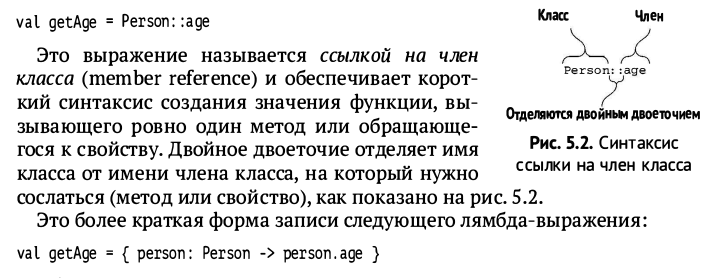 val getAge = Person::age
Это выражение называется ссылкой на член
класса (member reference) и обеспечивает корот-
кий синтаксис создания значения функции, вы-
зывающего ровно один метод или обращающе-
гося к свойству. Двойное двоеточие отделяет имя
класса от имени члена класса, на который нужно
сослаться (метод или свойство), как показано на рис. 5.2.
Класс Член
Person::age
Отделяются двойным двоеточием
Рис. 5.2. Синтаксис
ссылки на член класса
Это более краткая форма записи следующего лямбда-выражения:
val getAge = { person: Person -> person.age }